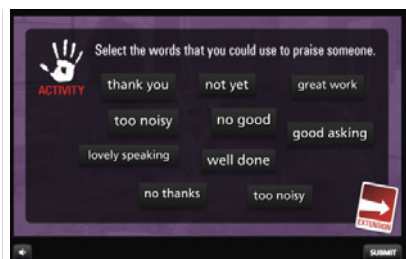 Select the words that you could use to praise someone.
ACTIVITY
thank you
not yet
great work
too noisy
no good
good asking
lovely speaking
well done
no thanks
too noisy
EXTENSION
SUBMIT